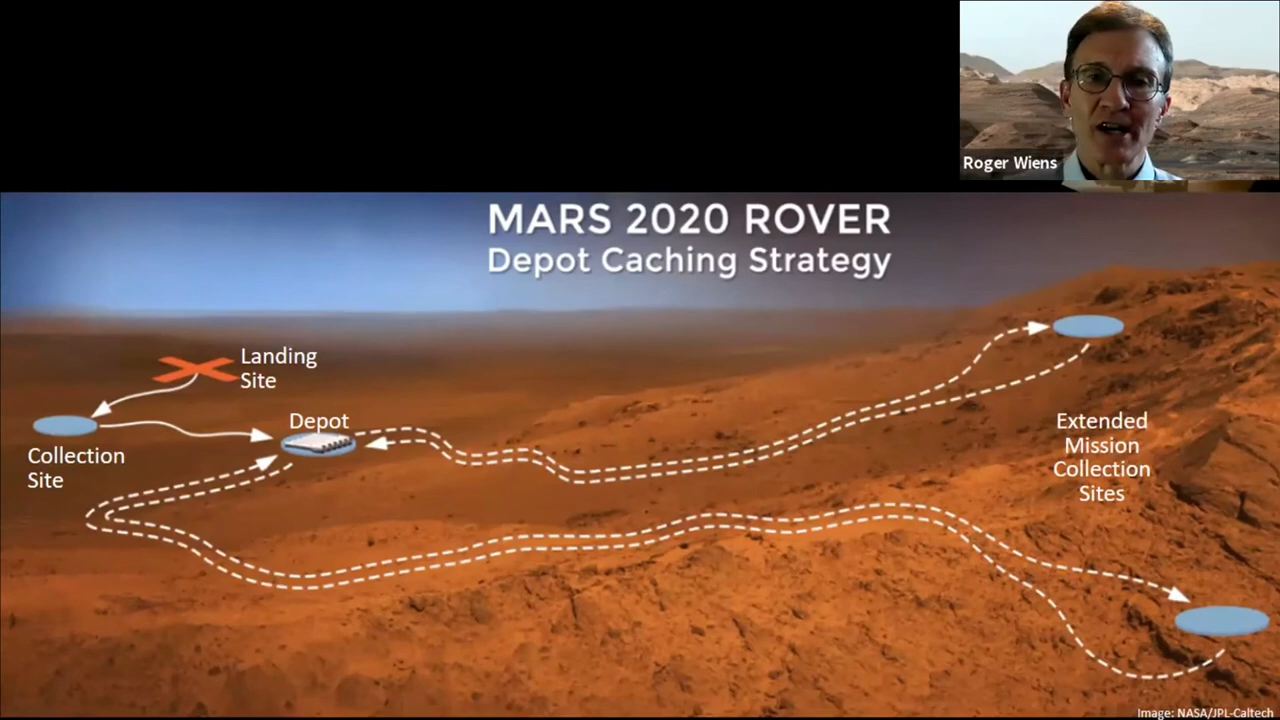 Roger Wiens
MARS 2020 ROVER
Depot Caching Strategy
Landing
Site
Depot
Collection
Site
Extended
Mission
Collection
Sites
Image: NASA/JPL-Caltech